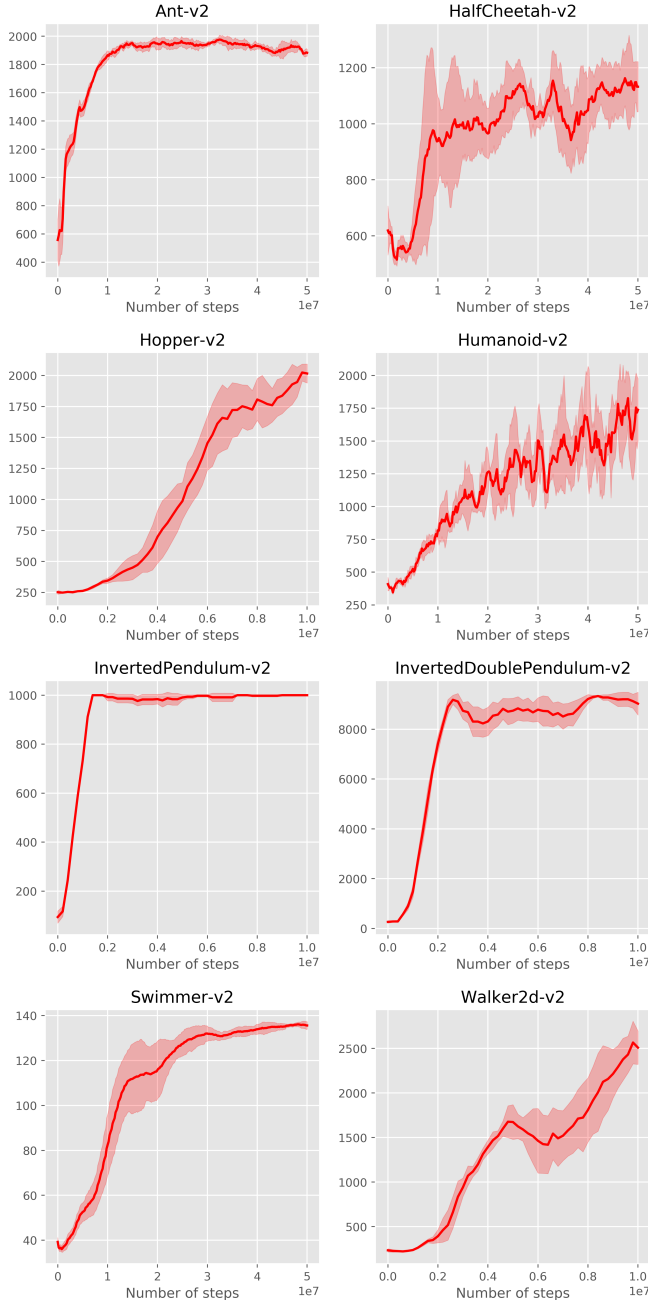 Ant-v2
2000
1800
1600
1400
1200
1000
800
600
400
0 1 2 3 4 5
1e7
Number of steps
HalfCheetah-v2
1200
1000
800
600
0 1 2 3 4 5
1e7
Number of steps
Hopper-v2
2000
1750
1500
1250
1000
750
500
250
0.0 0.2 0.4 0.6 0.8 1.0
1e7
Number of steps
Humanoid-v2
2000
1750
1500
1250
1000
750
500
250
0 1 2 3 4 5
1e7
Number of steps
InvertedPendulum-v2
1000
800
600
400
200
0.0 0.2 0.4 0.6 0.8 1.0
1e7
Number of steps
InvertedDoublePendulum-v2
8000
6000
4000
2000
0
0.0 0.2 0.4 0.6 0.8 1.0
1e7
Number of steps
Swimmer-v2
140
120
100
80
60
40
0 1 2 3 4 5
1e7
Number of steps
Walker2d-v2
2500
2000
1500
1000
500
0.0 0.2 0.4 0.6 0.8 1.0
1e7
Number of steps